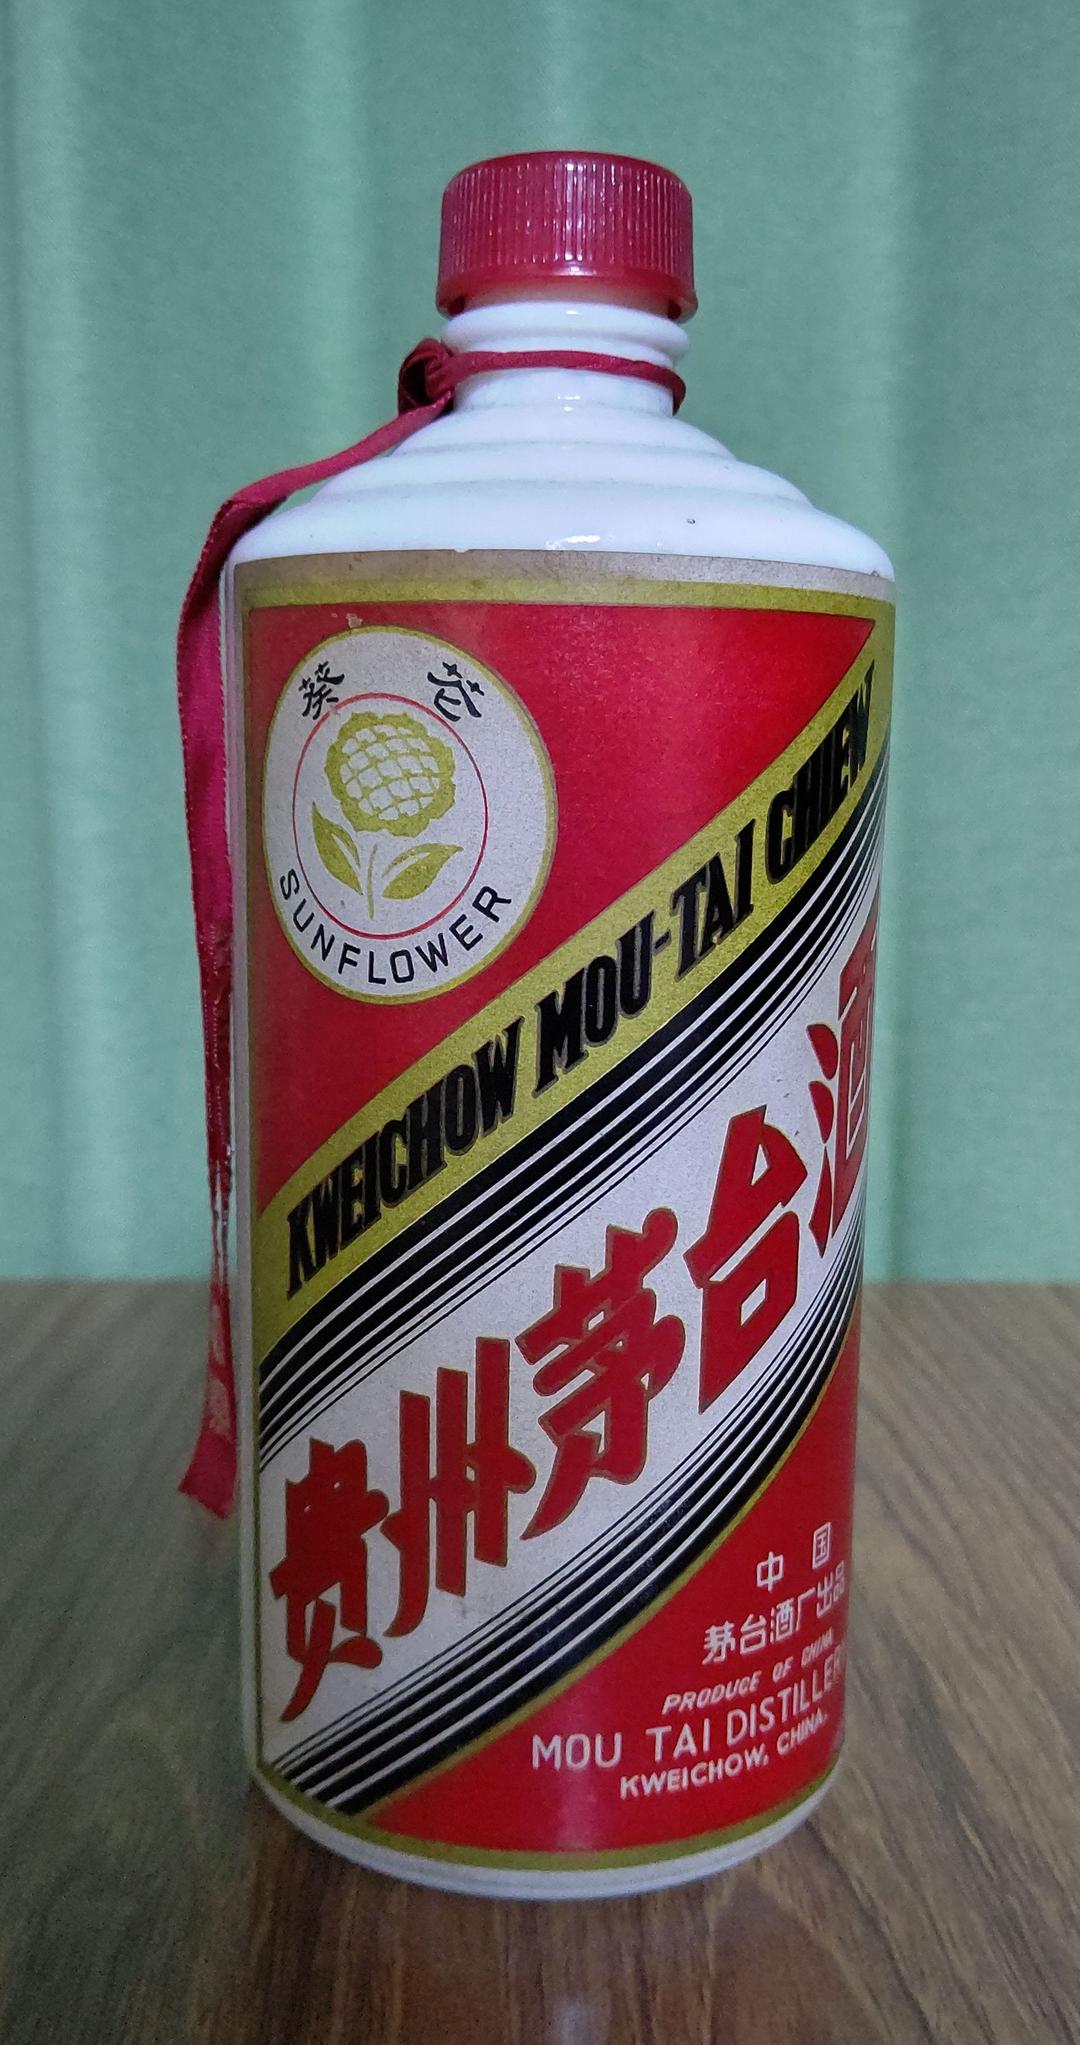 葵花
SUNFLOWER
KWEICHOW MOU-TAI CHIEW
贵州茅台酒
中国
茅台酒厂出品
PRODUCE OF CHINA
MOU TAI DISTILLERY
KWEICHOW, CHINA.